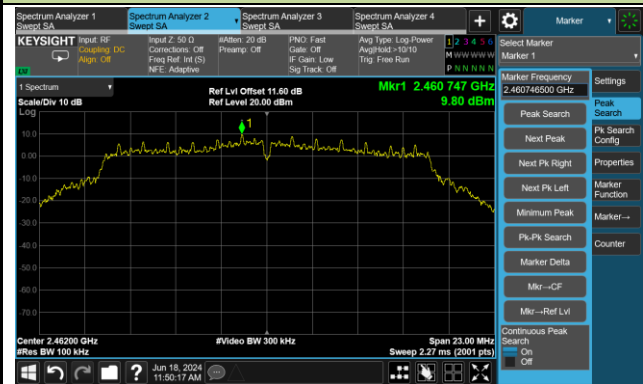 Spectrum Analyzer 1
Swept SA
Spectrum Analyzer 2
Swept SA
Spectrum Analyzer 3
Swept SA
Spectrum Analyzer 4
Swept SA
+
Marker
KEYSIGHT
Input: RF
Coupling: DC
Align: Off
Input Z: 50 Ω
Corrections: Off
Freq Ref: Int (S)
NFE: Adaptive
#Atten: 20 dB
Preamp: Off
PNO: Fast
Gate: Off
IF Gain: Low
Sig Track: Off
Avg Type: Log-Power
Avg|Hold:>10/10
Trig: Free Run
1 2 3 4 5 6
M W W W W W
P N N N N N
Select Marker
Marker 1
1 Spectrum
Scale/Div 10 dB
Ref Lvl Offset 11.60 dB
Ref Level 20.00 dBm
Mkr1 2.460 747 GHz
9.80 dBm
Log
1
10.0
0.00
-10.0
-20.0
-30.0
-40.0
-50.0
-60.0
-70.0
Center 2.46200 GHz
#Res BW 100 kHz
#Video BW 300 kHz
Span 23.00 MHz
Sweep 2.27 ms (2001 pts)
Marker Frequency
2.460746500 GHz
Peak Search
Next Peak
Next Pk Right
Next Pk Left
Minimum Peak
Pk-Pk Search
Marker Delta
Mkr→CF
Mkr→Ref Lvl
Continuous Peak
Search
On
Off
Settings
Peak
Search
Pk Search
Config
Properties
Marker
Function
Marker→
Counter
Jun 18, 2024
11:50:17 AM